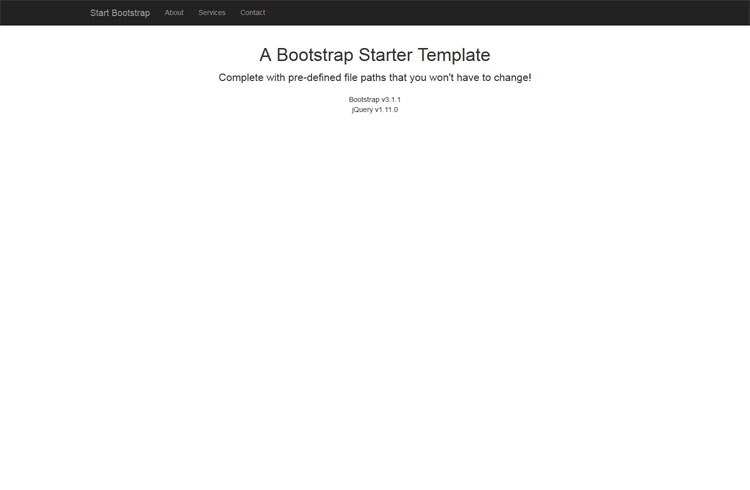 Start Bootstrap About Services Contact
A Bootstrap Starter Template
Complete with pre-defined file paths that you won't have to change!
Bootstrap v3.1.1
jQuery v1.11.0